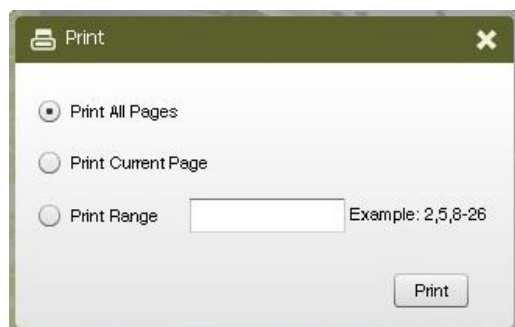 Print
Print All Pages
Print Current Page
Print Range Example: 2,5,8-26
Print